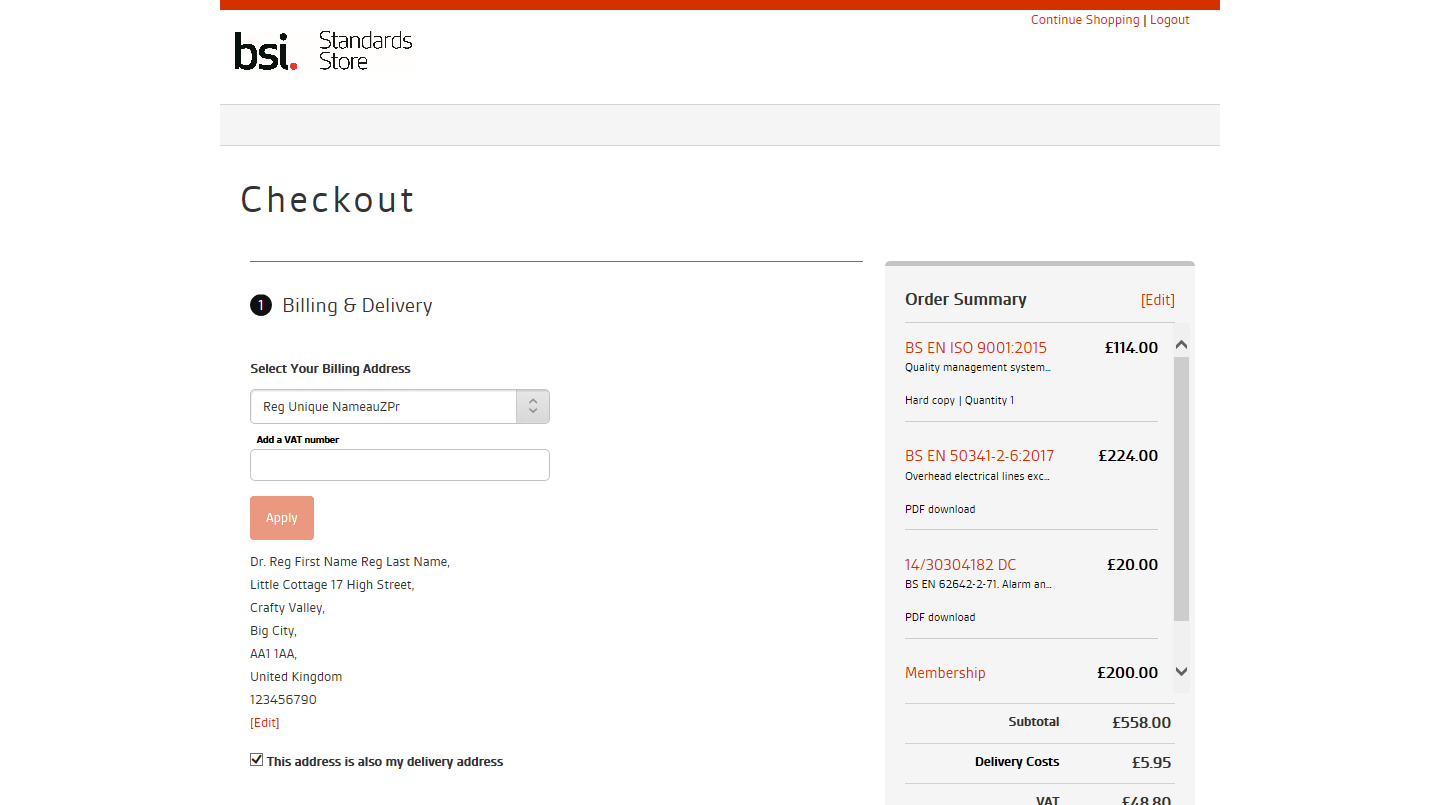 Continue Shopping | Logout
bsi. Standards
Store
Checkout
1 Billing & Delivery
Select Your Billing Address
Reg Unique NameauZPr
Add a VAT number
Apply
Dr. Reg First Name Reg Last Name,
Little Cottage 17 High Street,
Crafty Valley,
Big City,
AA1 1AA,
United Kingdom
123456790
[Edit]
This address is also my delivery address
Order Summary [Edit]
BS EN ISO 9001:2015 £114.00
Quality management system...
Hard copy | Quantity 1
BS EN 50341-2-6:2017 £224.00
Overhead electrical lines exc...
PDF download
14/30304182 DC £20.00
BS EN 62642-2-71. Alarm an...
PDF download
Membership £200.00
Subtotal £558.00
Delivery Costs £5.95
VAT £48.80